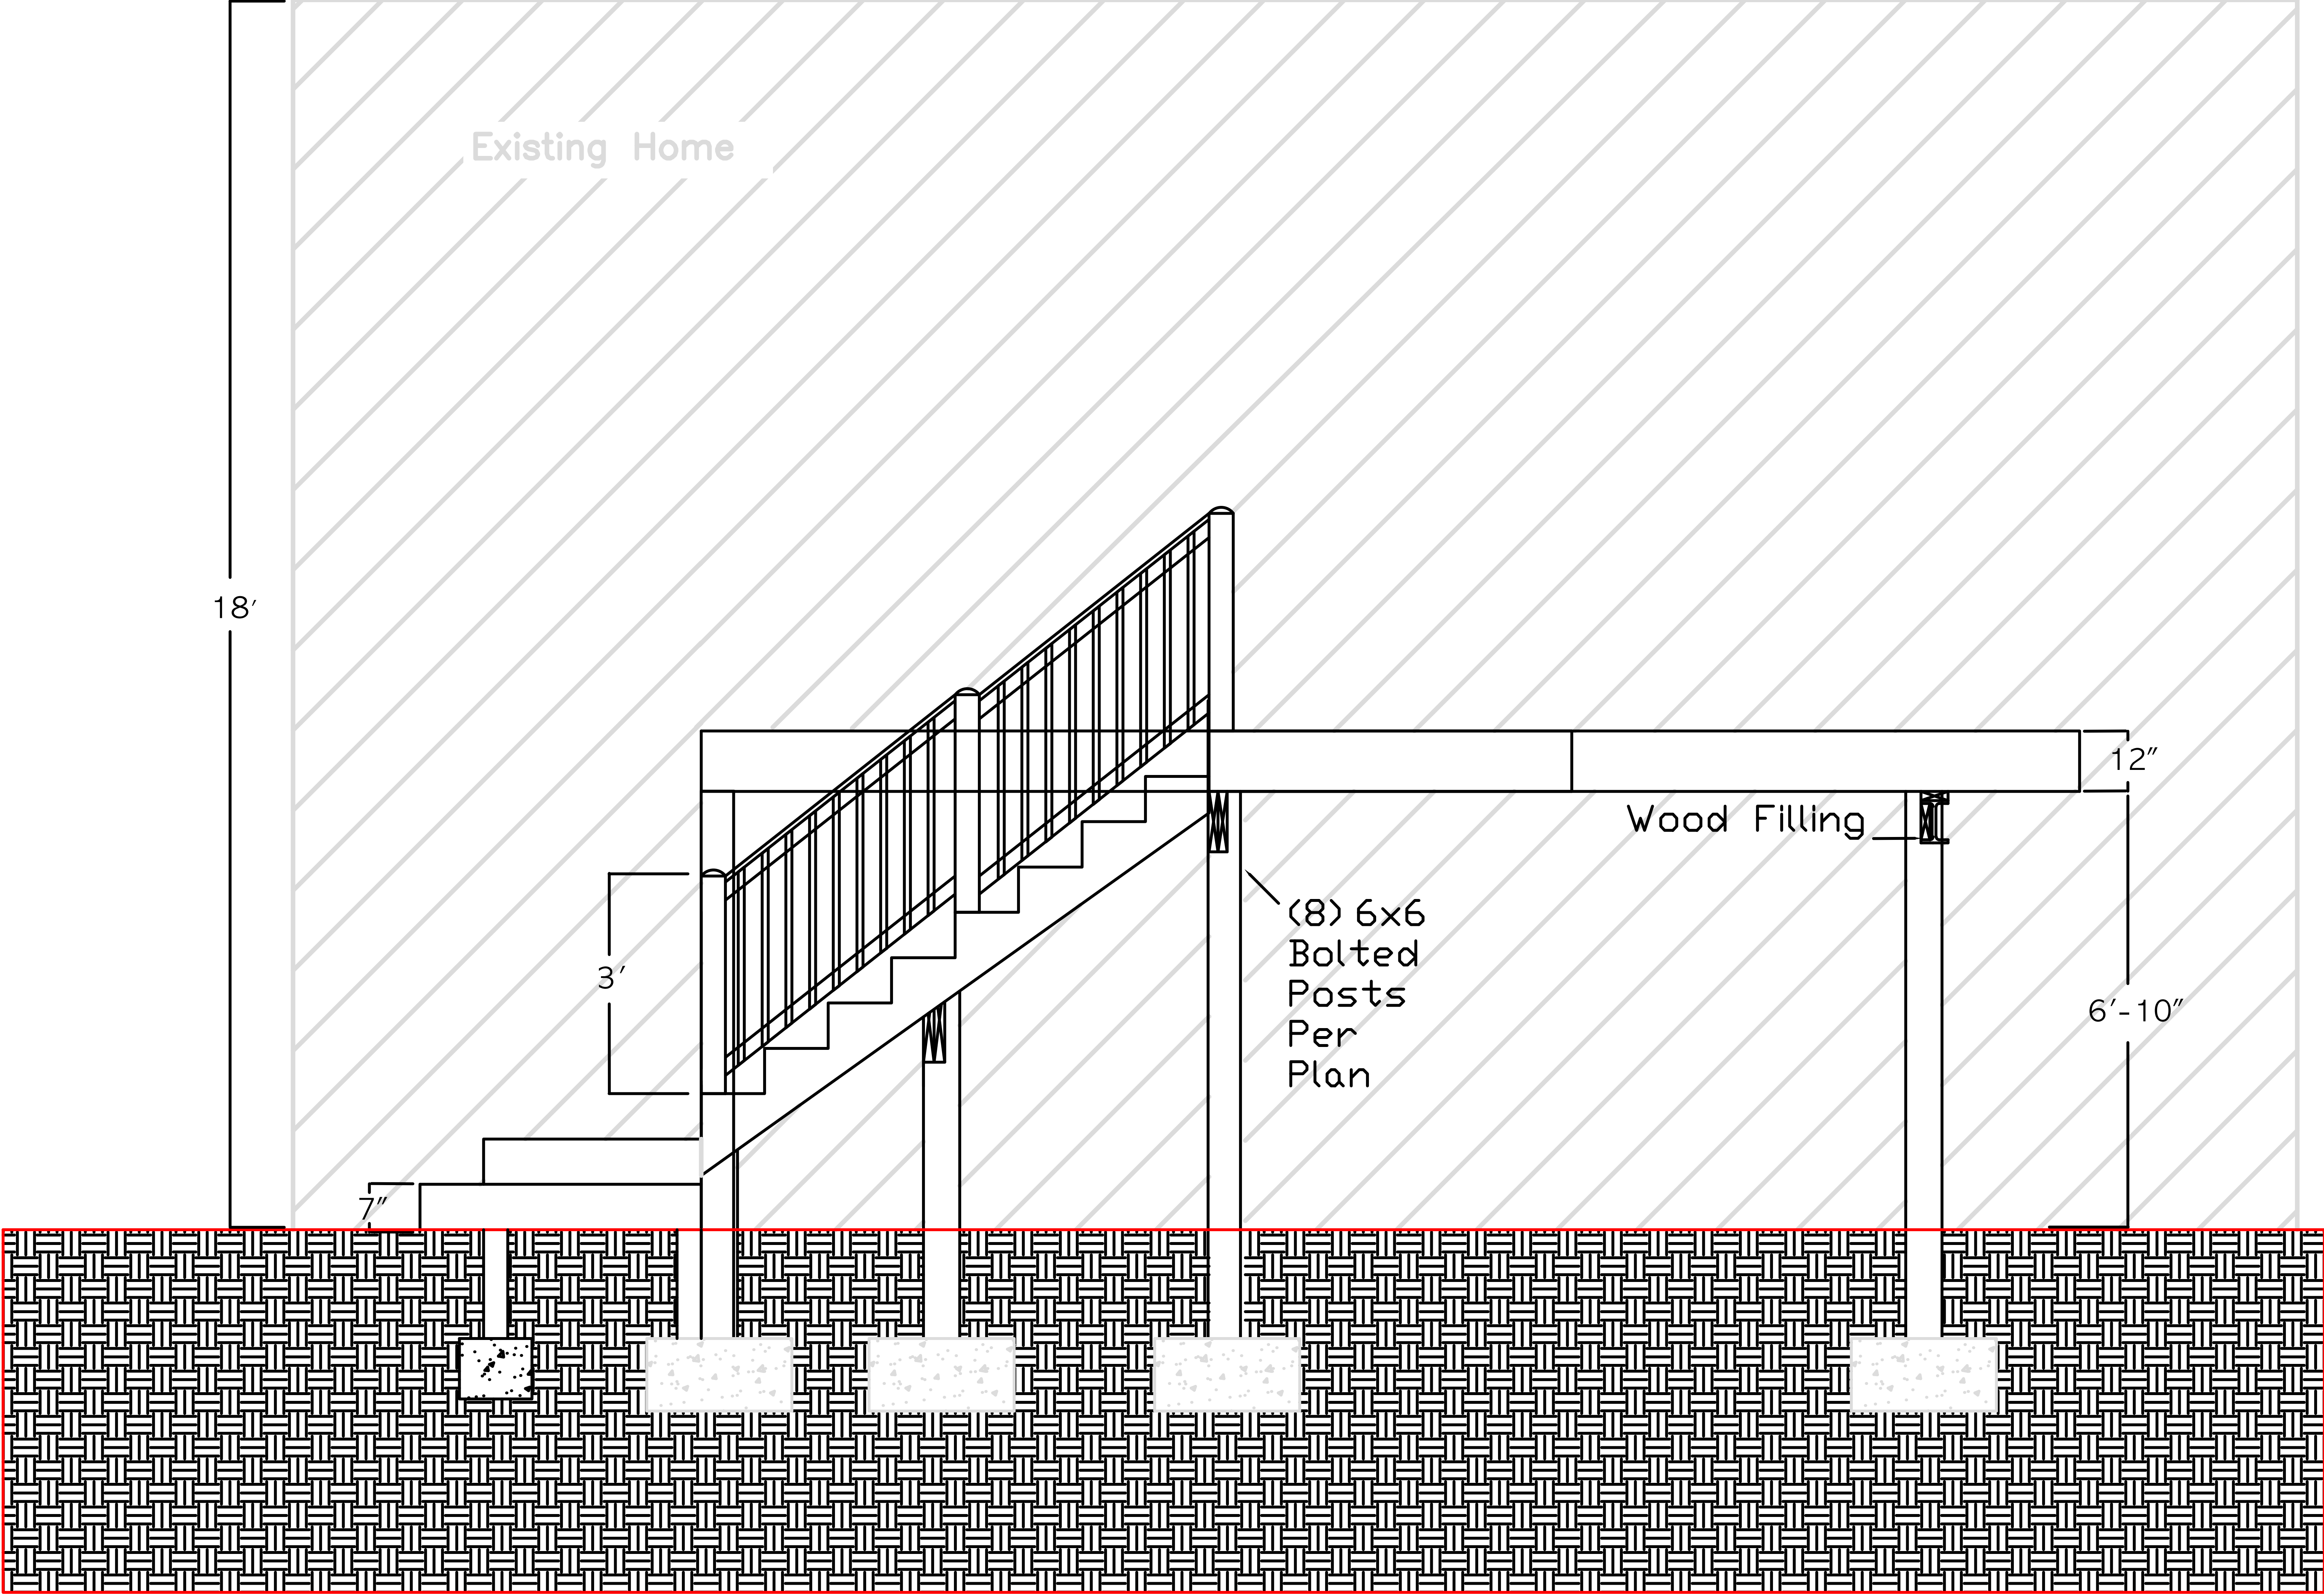 Existing Home
18'
12"
Wood Filling
(8) 6x6
Bolted
Posts
Per
Plan
3'
6'-10"
7"